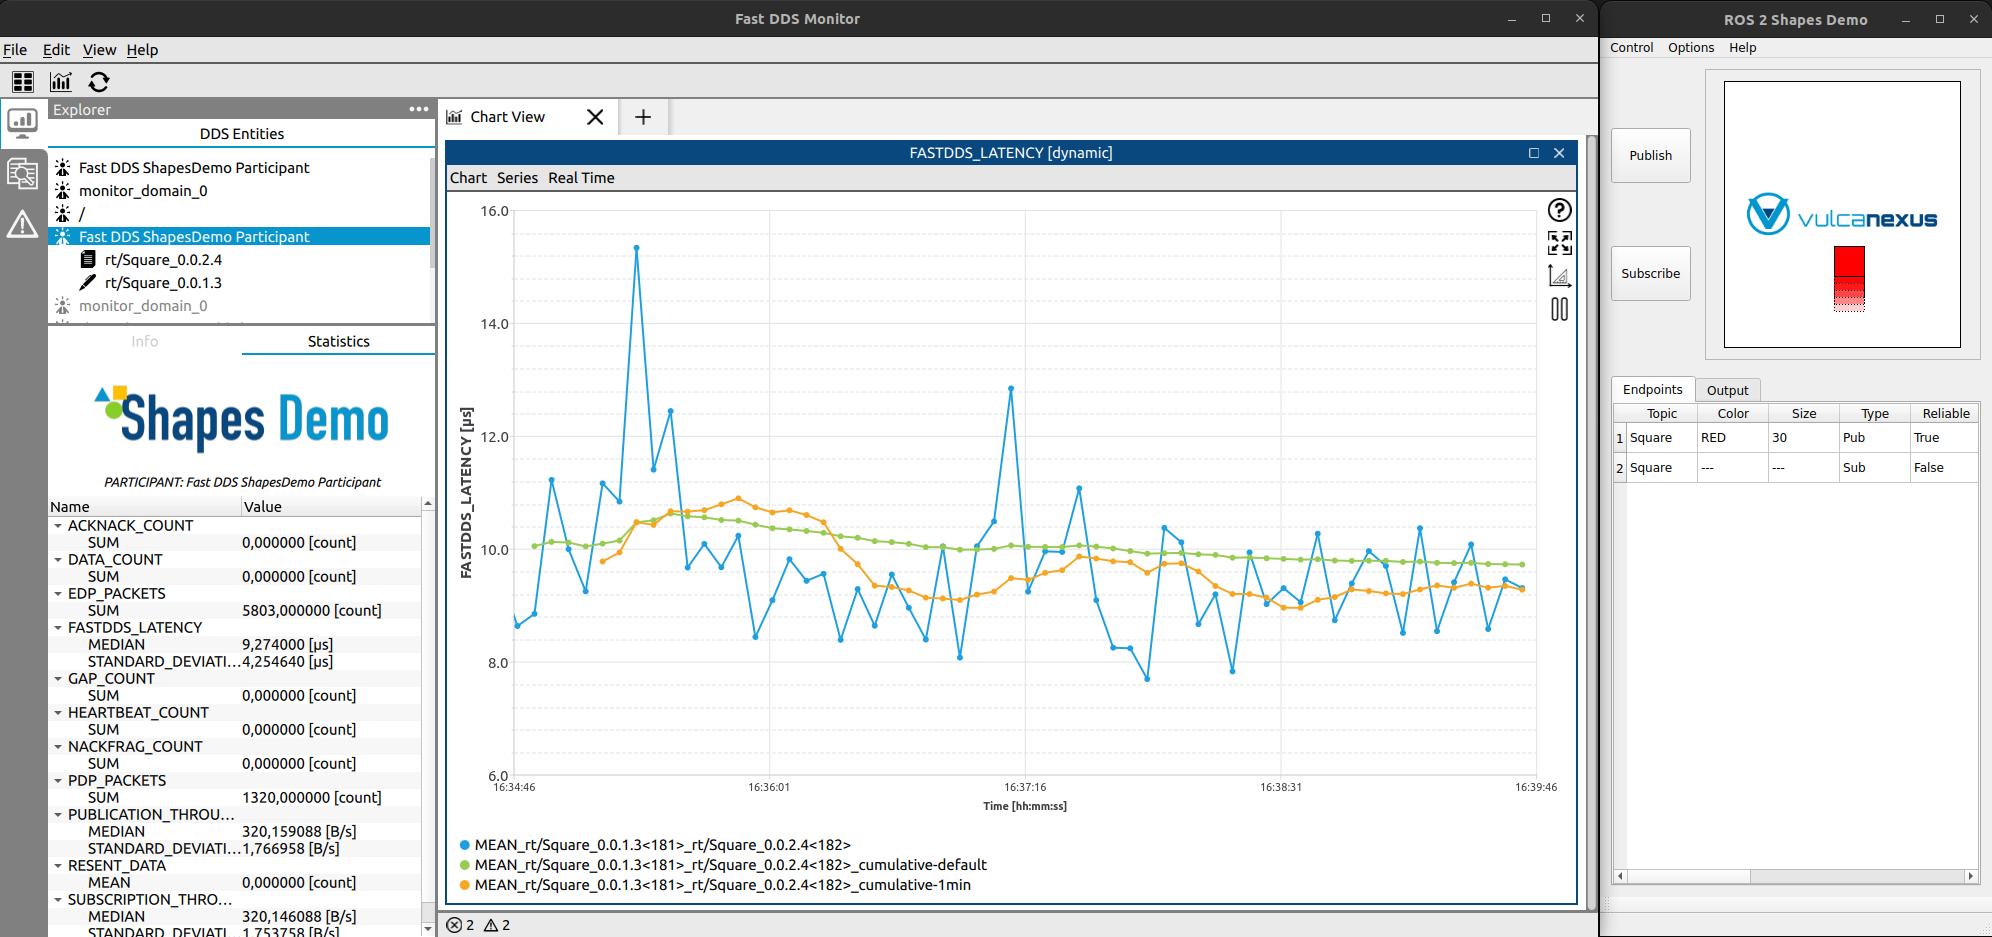 Fast DDS Monitor
File Edit View Help
Explorer
DDS Entities
Fast DDS ShapesDemo Participant
monitor_domain_0
/
Fast DDS ShapesDemo Participant
rt/Square_0.0.2.4
rt/Square_0.0.1.3
monitor_domain_0
Info Statistics
Shapes Demo
PARTICIPANT: Fast DDS ShapesDemo Participant
Name Value
ACKNACK_COUNT
SUM 0,000000 [count]
DATA_COUNT
SUM 0,000000 [count]
EDP_PACKETS
SUM 5803,000000 [count]
FASTDDS_LATENCY
MEDIAN 9,274000 [µs]
STANDARD_DEVIATI... 4,254640 [µs]
GAP_COUNT
SUM 0,000000 [count]
HEARTBEAT_COUNT
SUM 0,000000 [count]
NACKFRAG_COUNT
SUM 0,000000 [count]
PDP_PACKETS
SUM 1320,000000 [count]
PUBLICATION_THROU...
MEDIAN 320,159088 [B/s]
STANDARD_DEVIATI... 1,766958 [B/s]
RESENT_DATA
MEAN 0,000000 [count]
SUBSCRIPTION_THRO...
MEDIAN 320,146088 [B/s]
STANDARD_DEVIATI... 1,753758 [B/s]
Chart View
FASTDDS_LATENCY [dynamic]
Chart Series Real Time
FASTDDS_LATENCY [µs]
16.0
14.0
12.0
10.0
8.0
6.0
16:34:46 16:36:01 16:37:16 16:38:31 16:39:46
Time [hh:mm:ss]
MEAN_rt/Square_0.0.1.3<181>_rt/Square_0.0.2.4<182>
MEAN_rt/Square_0.0.1.3<181>_rt/Square_0.0.2.4<182>_cumulative-default
MEAN_rt/Square_0.0.1.3<181>_rt/Square_0.0.2.4<182>_cumulative-1min
2 2
ROS 2 Shapes Demo
Control Options Help
Publish
Subscribe
vulcanexus
Endpoints Output
Topic Color Size Type Reliable
1 Square RED 30 Pub True
2 Square --- --- Sub False